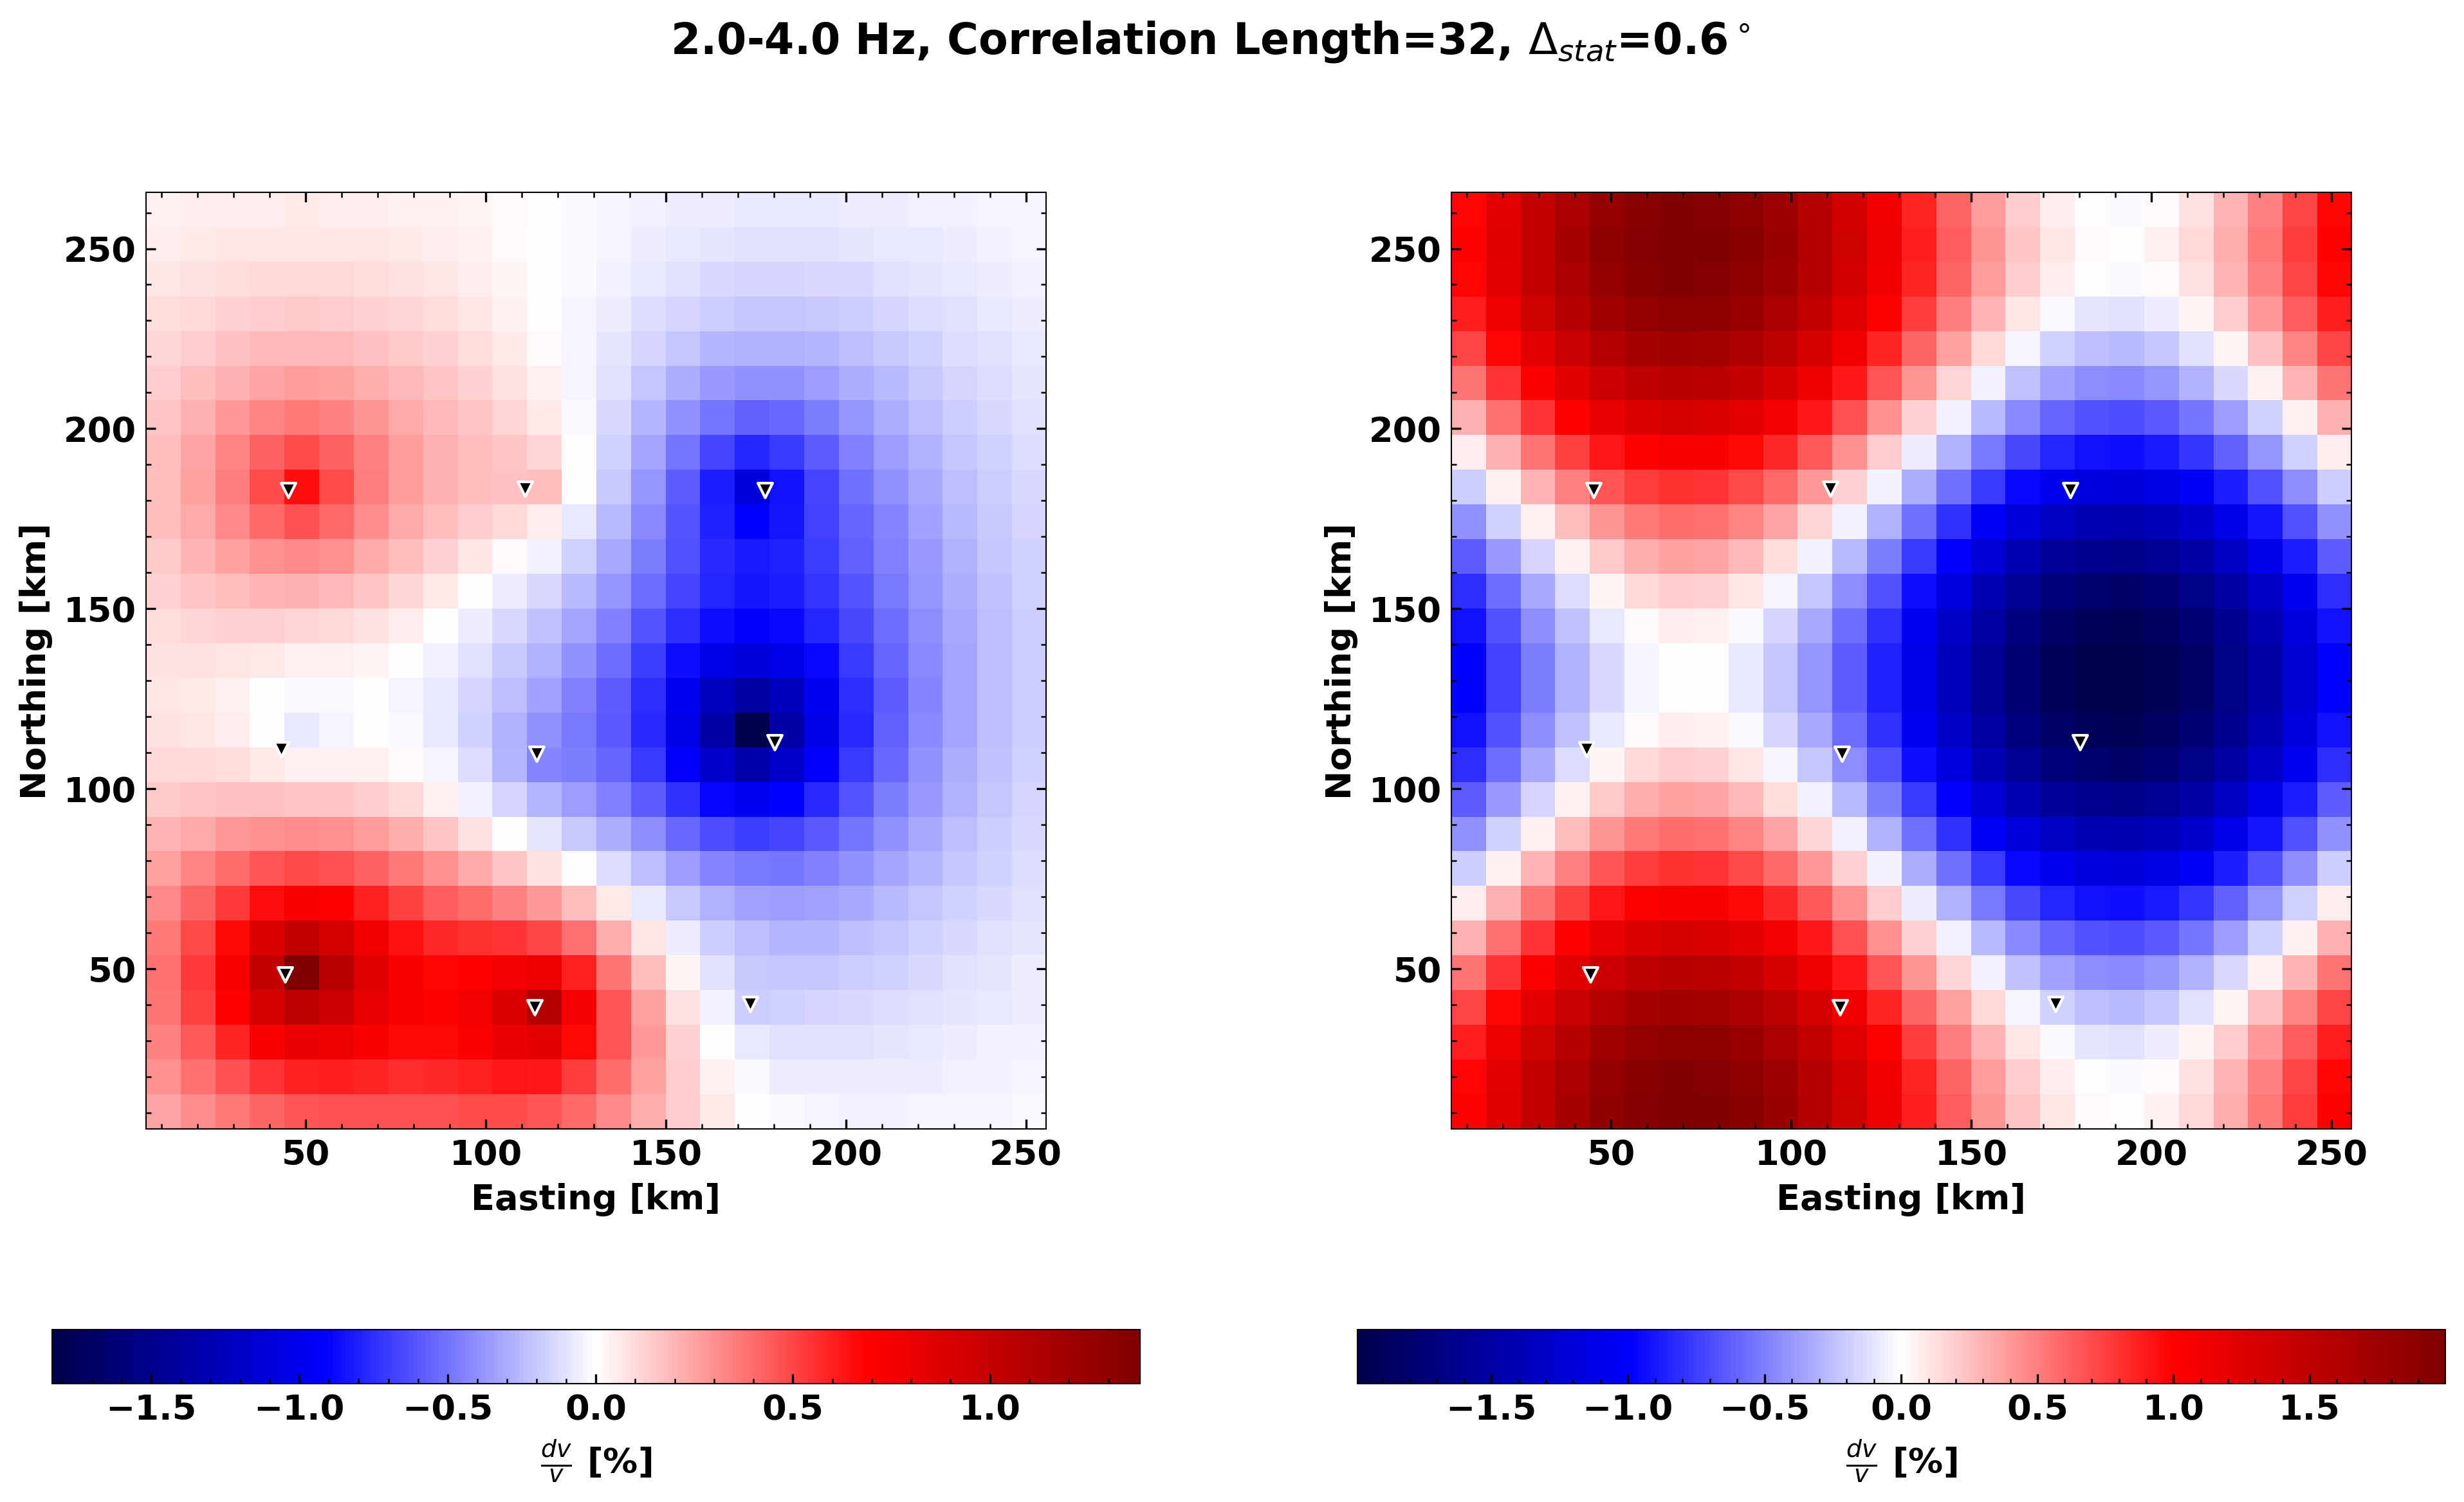 2.0-4.0 Hz, Correlation Length=32, Δstat=0.6°
250
200
150
100
50
Northing [km]
50 100 150 200 250
Easting [km]
−1.5 −1.0 −0.5 0.0 0.5 1.0
dv/v [%]
250
200
150
100
50
Northing [km]
50 100 150 200 250
Easting [km]
−1.5 −1.0 −0.5 0.0 0.5 1.0 1.5
dv/v [%]